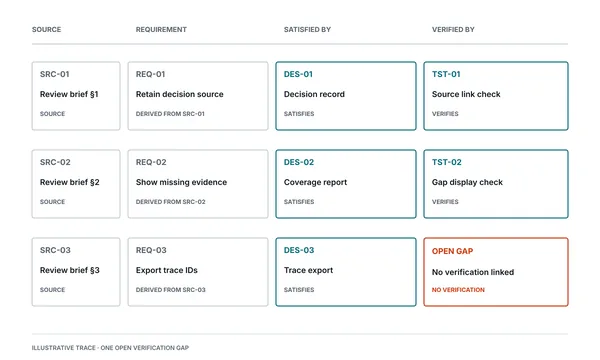 SOURCE
REQUIREMENT
SATISFIED BY
VERIFIED BY
SRC-01
Review brief §1
SOURCE
REQ-01
Retain decision source
DERIVED FROM SRC-01
DES-01
Decision record
SATISFIES
TST-01
Source link check
VERIFIES
SRC-02
Review brief §2
SOURCE
REQ-02
Show missing evidence
DERIVED FROM SRC-02
DES-02
Coverage report
SATISFIES
TST-02
Gap display check
VERIFIES
SRC-03
Review brief §3
SOURCE
REQ-03
Export trace IDs
DERIVED FROM SRC-03
DES-03
Trace export
SATISFIES
OPEN GAP
No verification linked
NO VERIFICATION
ILLUSTRATIVE TRACE · ONE OPEN VERIFICATION GAP